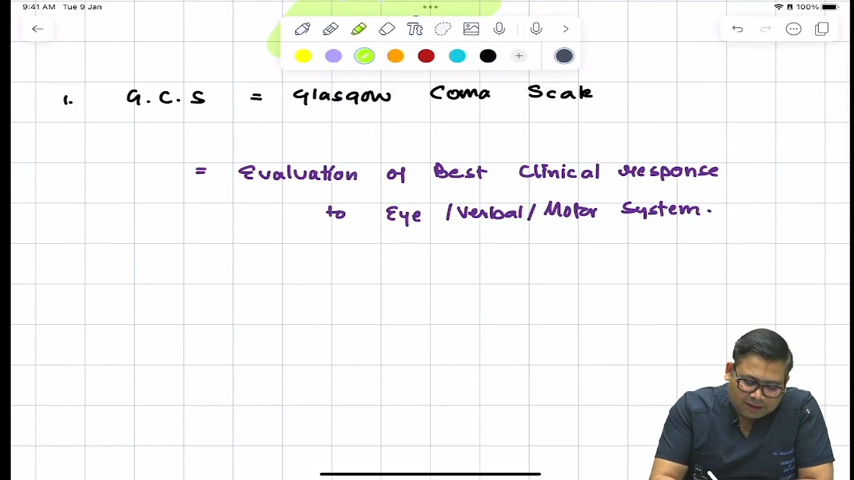 9:41 AM Tue 9 Jan
100%
Tt
1. G.C.S = Glasgow Coma Scale
= Evaluation of Best Clinical response
to Eye /Verbal/ Motor System.